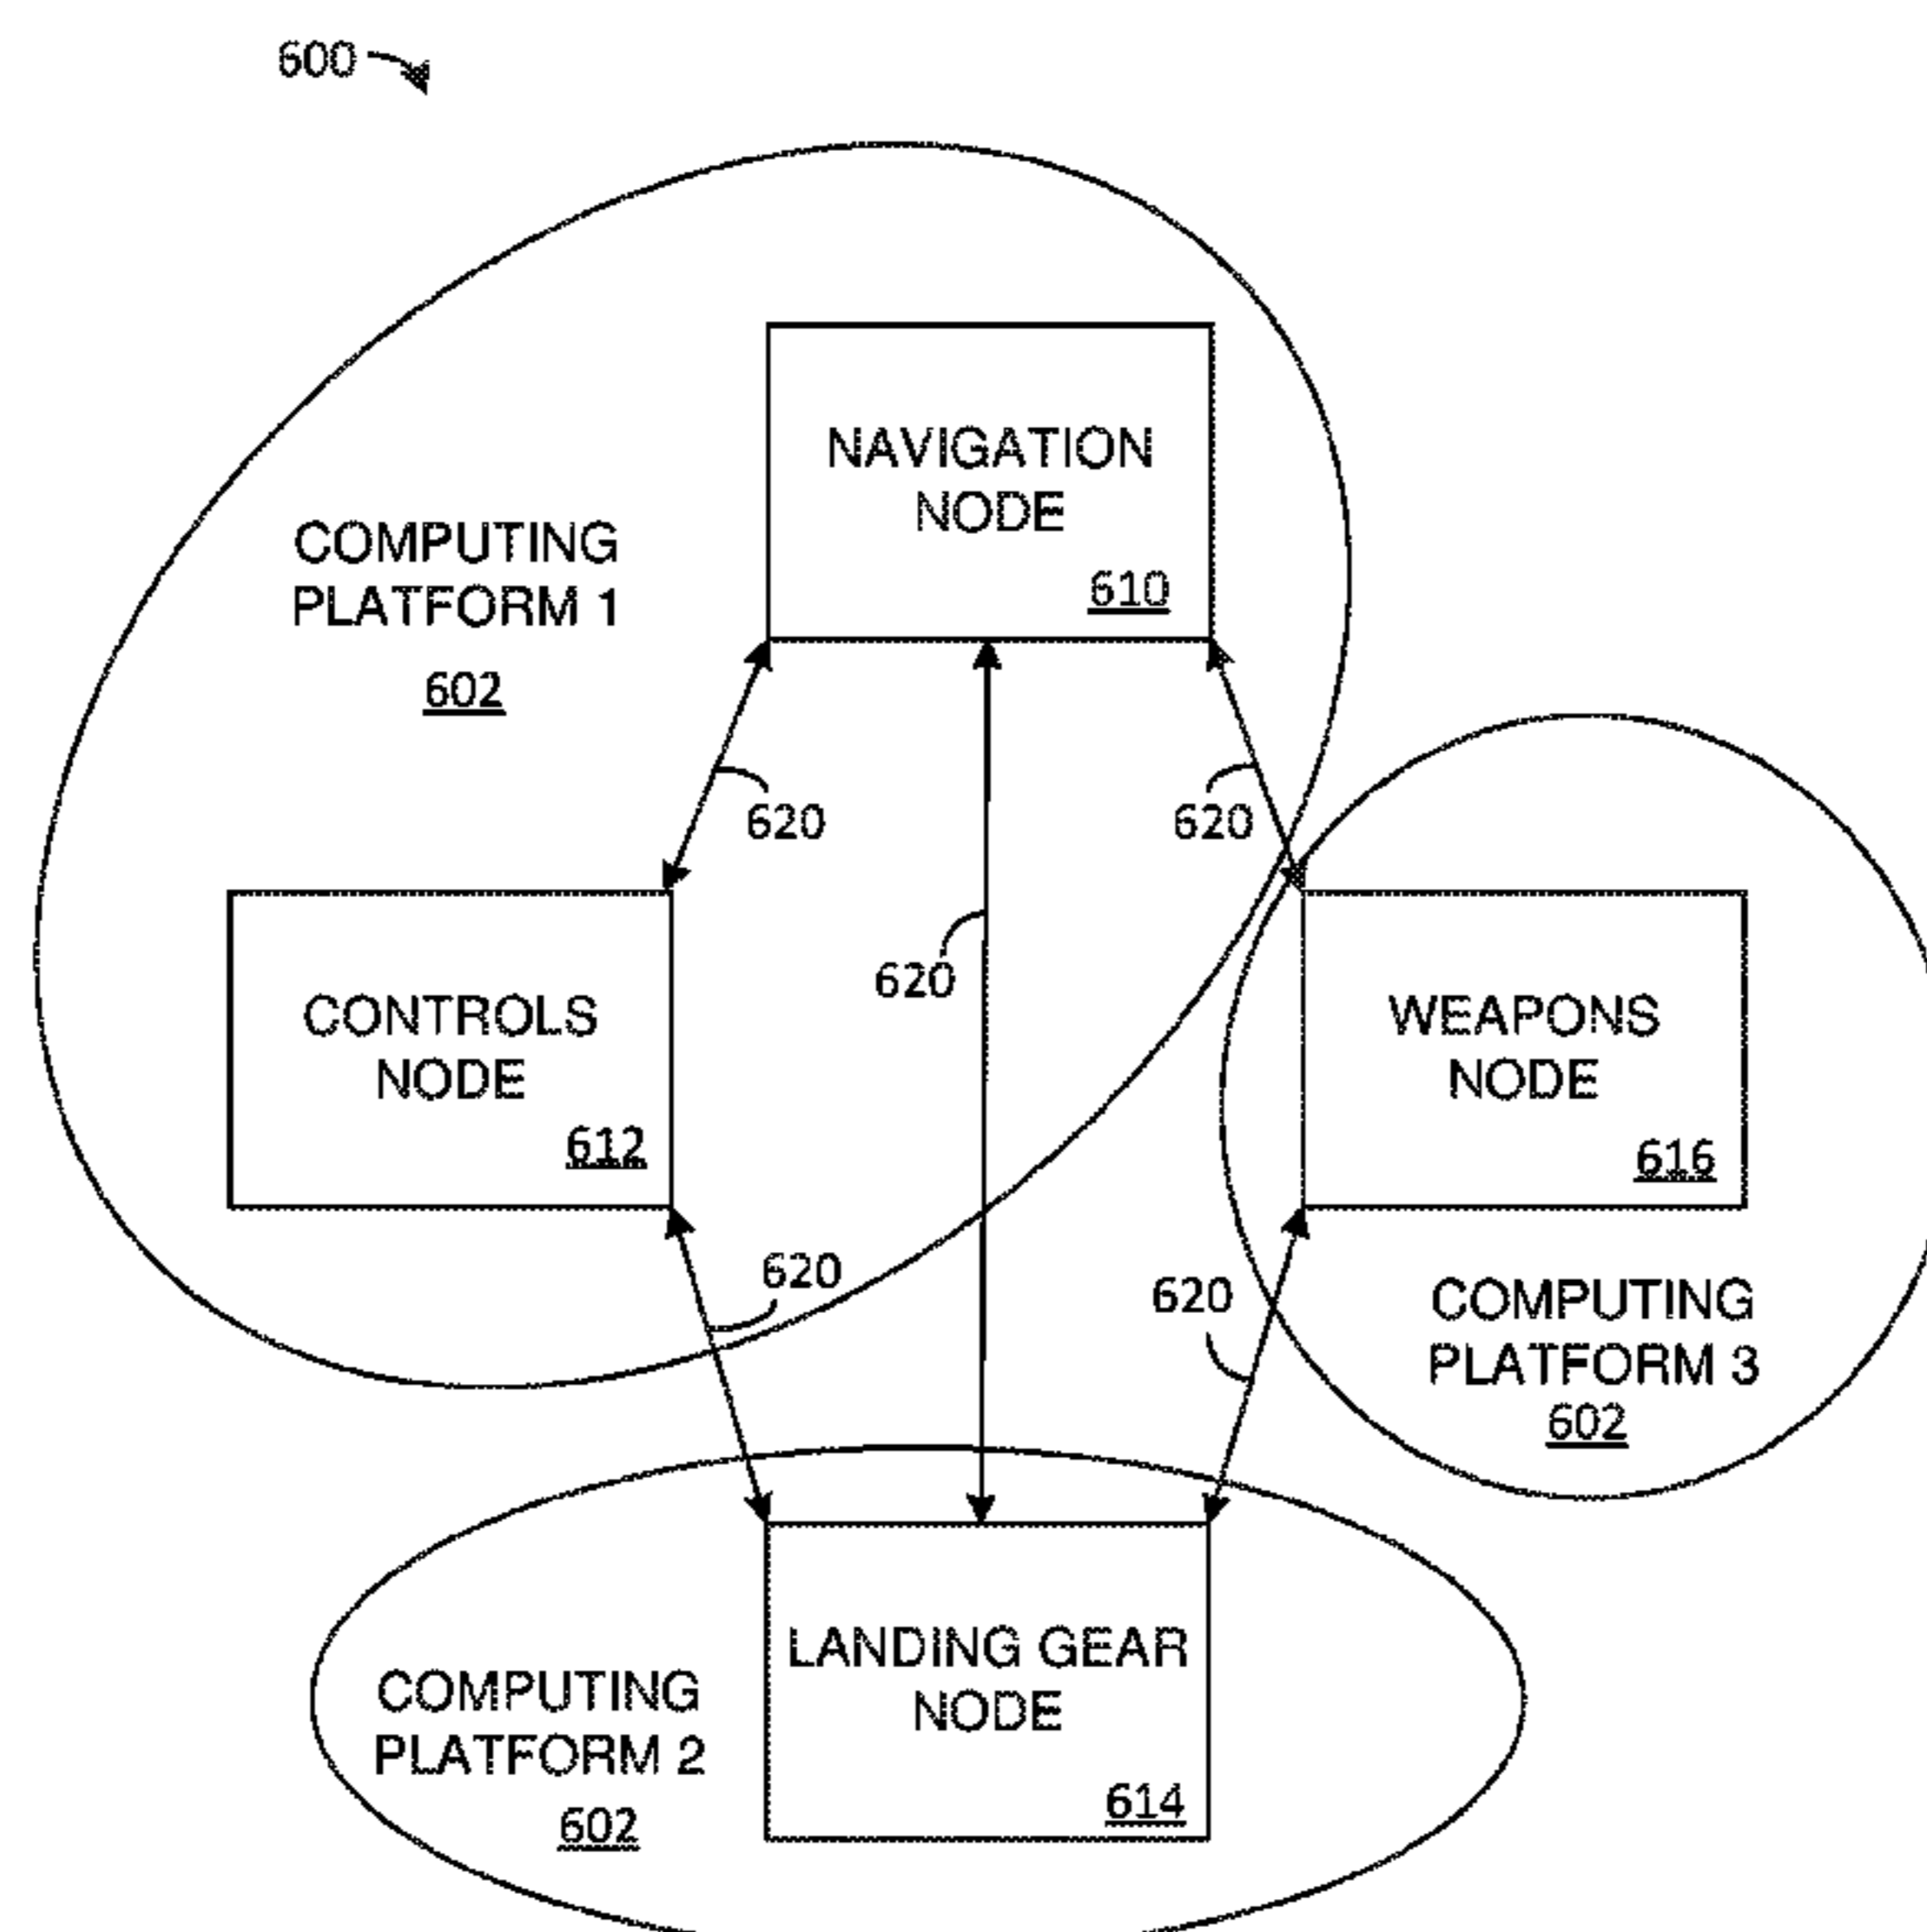 600
NAVIGATION
NODE
610
COMPUTING
PLATFORM 1
602
620
620
620
CONTROLS
NODE
612
WEAPONS
NODE
616
620
620
COMPUTING
PLATFORM 3
602
LANDING GEAR
NODE
614
COMPUTING
PLATFORM 2
602